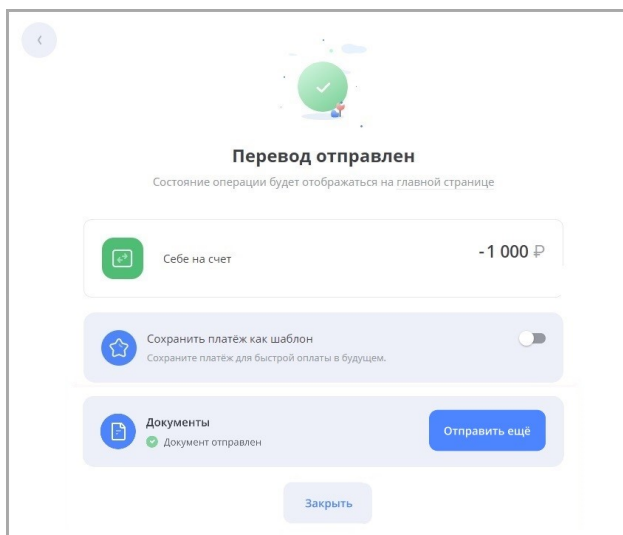 Перевод отправлен
Состояние операции будет отображаться на главной странице
Себе на счет
-1 000 ₽
Сохранить платёж как шаблон
Сохраните платёж для быстрой оплаты в будущем.
Документы
Документ отправлен
Отправить ещё
Закрыть